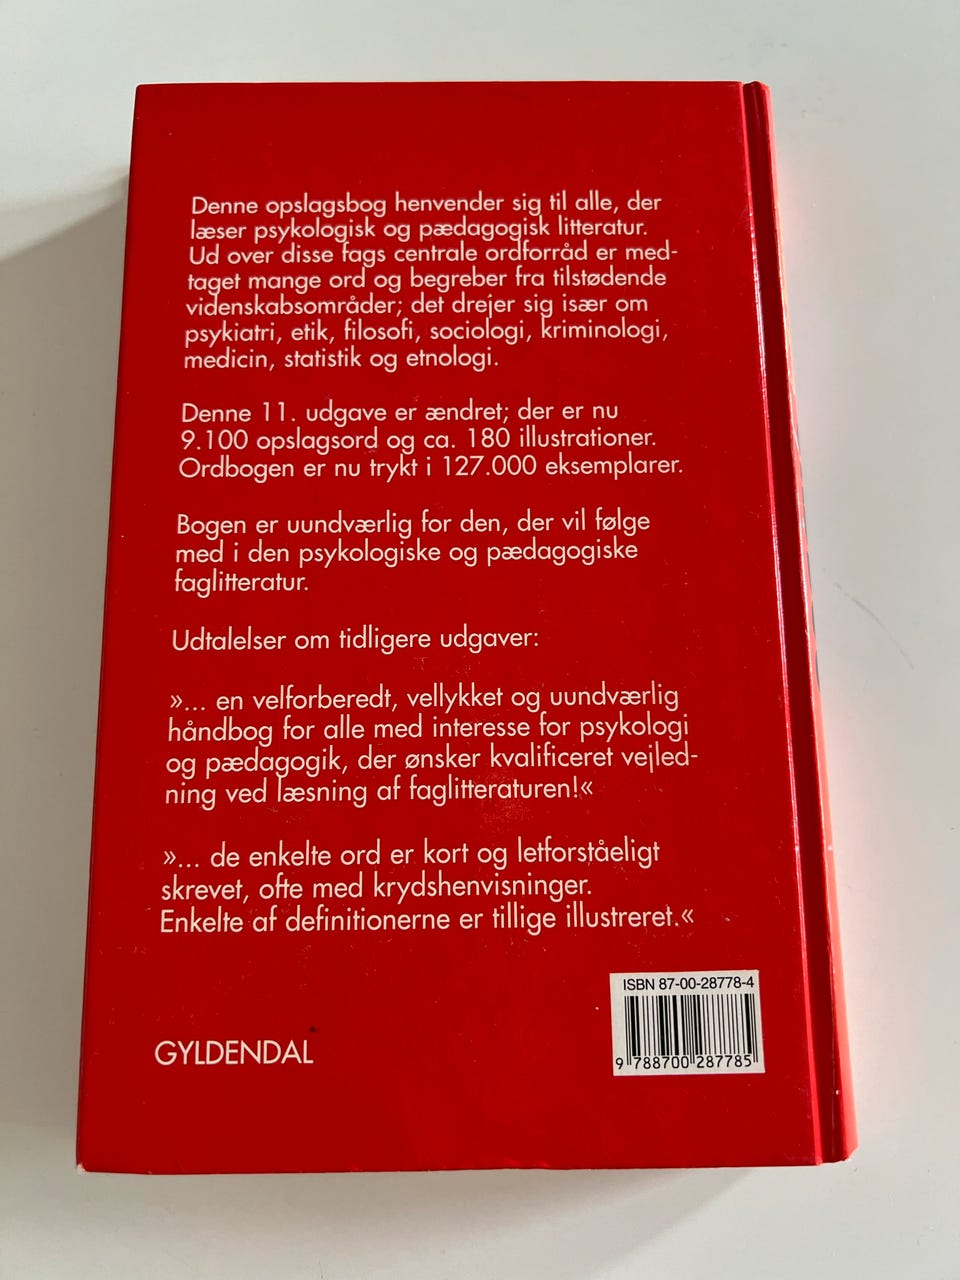 Denne opslagsbog henvender sig til alle, der
læser psykologisk og pædagogisk litteratur.
Ud over disse fags centrale ordforråd er med-
taget mange ord og begreber fra tilstødende
videnskabsområder; det drejer sig især om
psykiatri, etik, filosofi, sociologi, kriminologi,
medicin, statistik og etnologi.
Denne 11. udgave er ændret; der er nu
9.100 opslagsord og ca. 180 illustrationer.
Ordbogen er nu trykt i 127.000 eksemplarer.
Bogen er uundværlig for den, der vil følge
med i den psykologiske og pædagogiske
faglitteratur.
Udtalelser om tidligere udgaver:
»... en velforberedt, vellykket og uundværlig
håndbog for alle med interesse for psykologi
og pædagogik, der ønsker kvalificeret vejled-
ning ved læsning af faglitteraturen!«
»... de enkelte ord er kort og letforståeligt
skrevet, ofte med krydshenvisninger.
Enkelte af definitionerne er tillige illustreret.«
ISBN 87-00-28778-4
9 788700 287785
GYLDENDAL